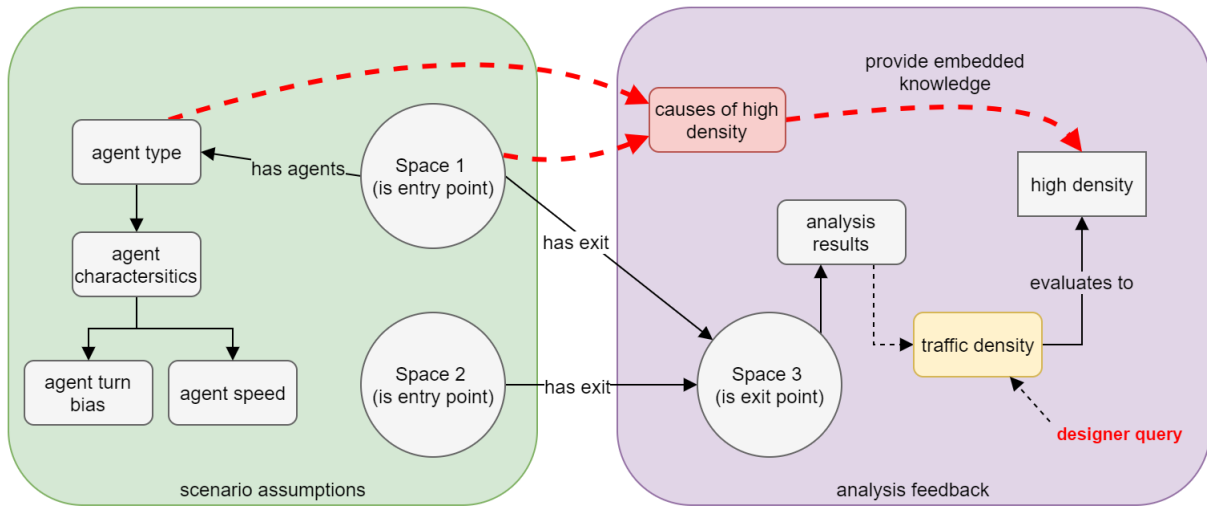 provide embedded
knowledge
causes of high
density
agent type
has agents
Space 1
(is entry point)
high density
analysis
results
has exit
agent
charactersitics
evaluates to
traffic density
agent turn
bias
agent speed
Space 2
(is entry point)
has exit
Space 3
(is exit point)
designer query
scenario assumptions
analysis feedback